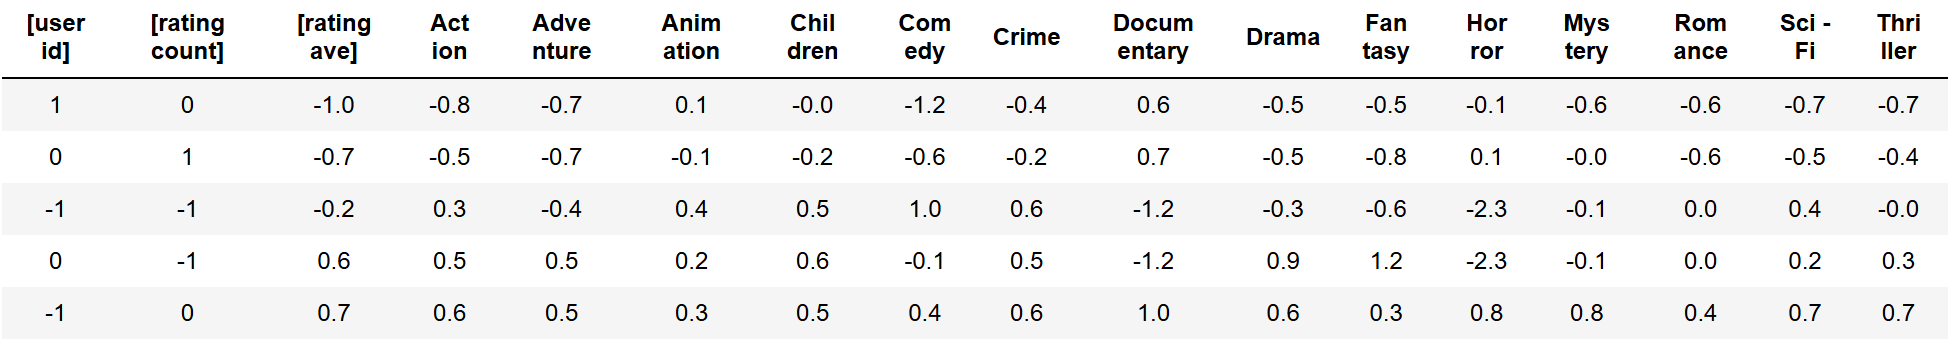 [user id] [rating count] [rating ave] Act ion Adve nture Anim ation Chil dren Com edy Crime Docum entary Drama Fan tasy Hor ror Mys tery Rom ance Sci - Fi Thri ller
1 0 -1.0 -0.8 -0.7 0.1 -0.0 -1.2 -0.4 0.6 -0.5 -0.5 -0.1 -0.6 -0.6 -0.7 -0.7
0 1 -0.7 -0.5 -0.7 -0.1 -0.2 -0.6 -0.2 0.7 -0.5 -0.8 0.1 -0.0 -0.6 -0.5 -0.4
-1 -1 -0.2 0.3 -0.4 0.4 0.5 1.0 0.6 -1.2 -0.3 -0.6 -2.3 -0.1 0.0 0.4 -0.0
0 -1 0.6 0.5 0.5 0.2 0.6 -0.1 0.5 -1.2 0.9 1.2 -2.3 -0.1 0.0 0.2 0.3
-1 0 0.7 0.6 0.5 0.3 0.5 0.4 0.6 1.0 0.6 0.3 0.8 0.8 0.4 0.7 0.7